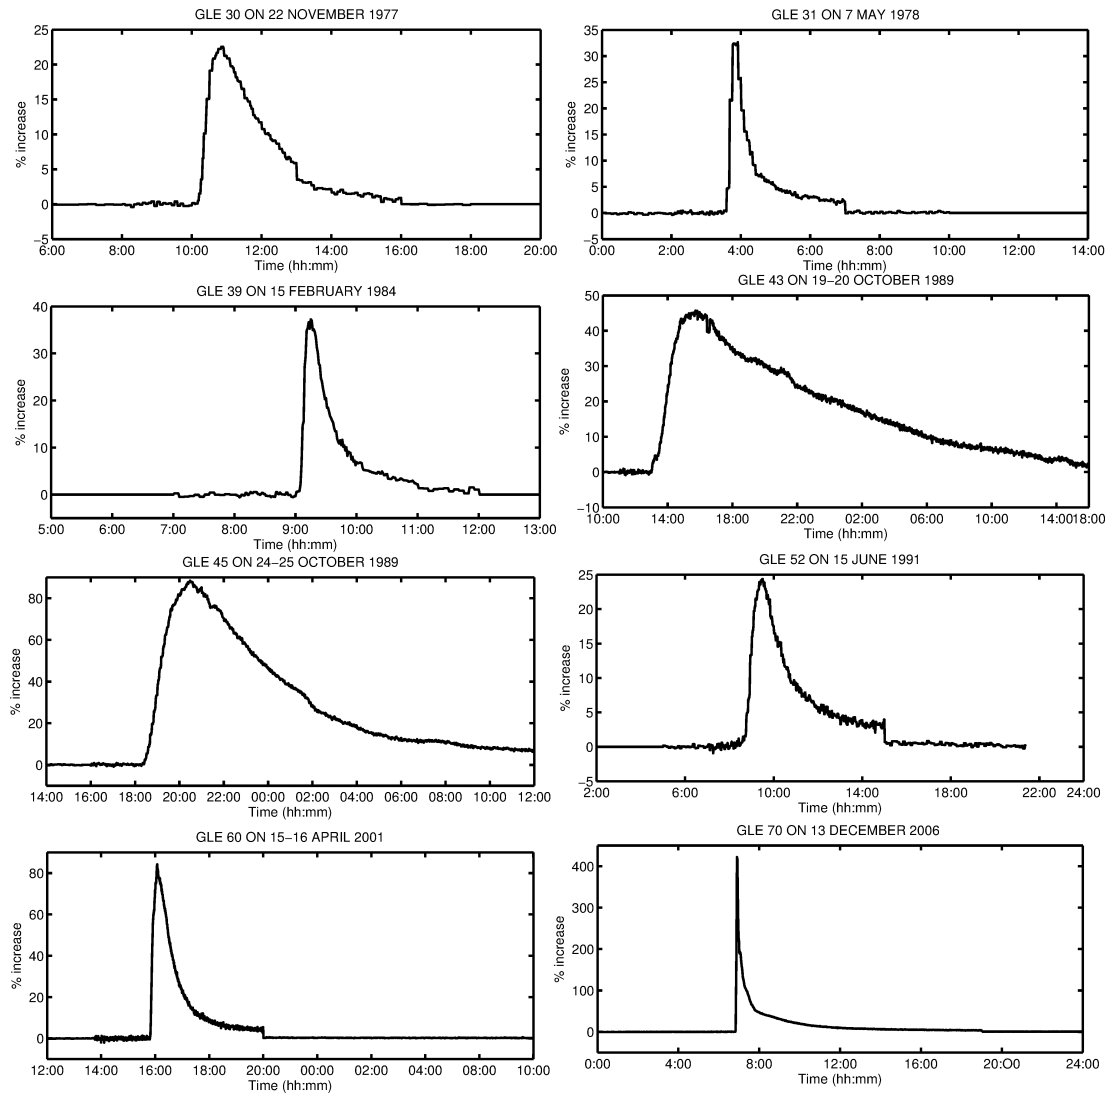 GLE 30 ON 22 NOVEMBER 1977
25
20
15
10
5
0
−5
% increase
6:00 8:00 10:00 12:00 14:00 16:00 18:00 20:00
Time (hh:mm)
GLE 31 ON 7 MAY 1978
35
30
25
20
15
10
5
0
−5
% increase
0:00 2:00 4:00 6:00 8:00 10:00 12:00 14:00
Time (hh:mm)
GLE 39 ON 15 FEBRUARY 1984
40
30
20
10
0
% increase
5:00 6:00 7:00 8:00 9:00 10:00 11:00 12:00 13:00
Time (hh:mm)
GLE 43 ON 19−20 OCTOBER 1989
50
40
30
20
10
0
−10
% increase
10:00 14:00 18:00 22:00 02:00 06:00 10:00 14:00 18:00
Time (hh:mm)
GLE 45 ON 24−25 OCTOBER 1989
80
60
40
20
0
% increase
14:00 16:00 18:00 20:00 22:00 00:00 02:00 04:00 06:00 08:00 10:00 12:00
Time (hh:mm)
GLE 52 ON 15 JUNE 1991
25
20
15
10
5
0
−5
% increase
2:00 6:00 10:00 14:00 18:00 22:00 24:00
Time (hh:mm)
GLE 60 ON 15−16 APRIL 2001
80
60
40
20
0
% increase
12:00 14:00 16:00 18:00 20:00 22:00 00:00 02:00 04:00 06:00 08:00 10:00
Time (hh:mm)
GLE 70 ON 13 DECEMBER 2006
400
300
200
100
0
% increase
0:00 4:00 8:00 12:00 16:00 20:00 24:00
Time (hh:mm)